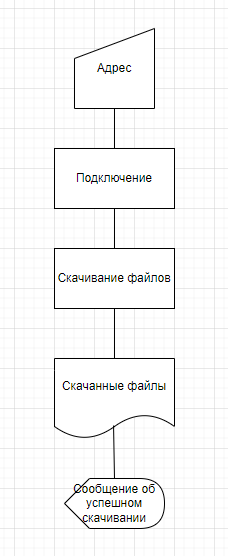 Адрес
Подключение
Скачивание файлов
Скачанные файлы
Сообщение об
успешном
скачивании